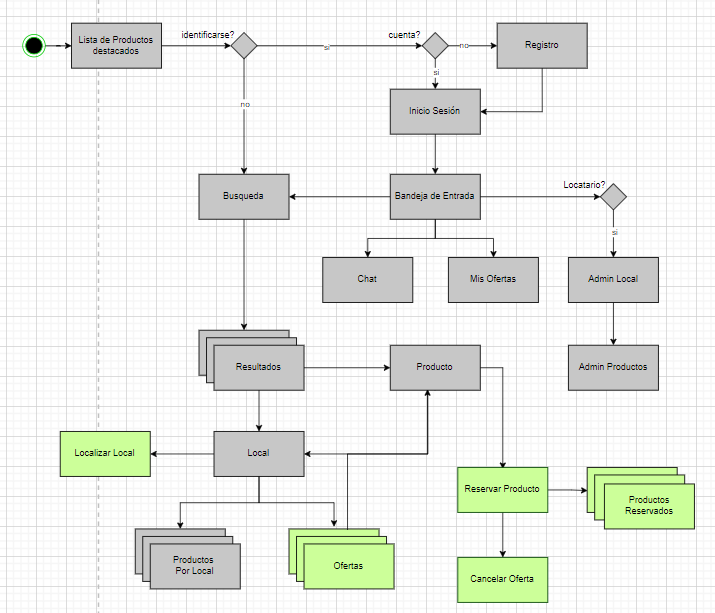 Lista de Productos
destacados
identificarse?
si
cuenta?
no
Registro
si
no
Inicio Sesión
Busqueda
Bandeja de Entrada
Locatario?
si
Chat
Mis Ofertas
Admin Local
Resultados
Producto
Admin Productos
Localizar Local
Local
Reservar Producto
Productos
Reservados
Productos
Por Local
Ofertas
Cancelar Oferta